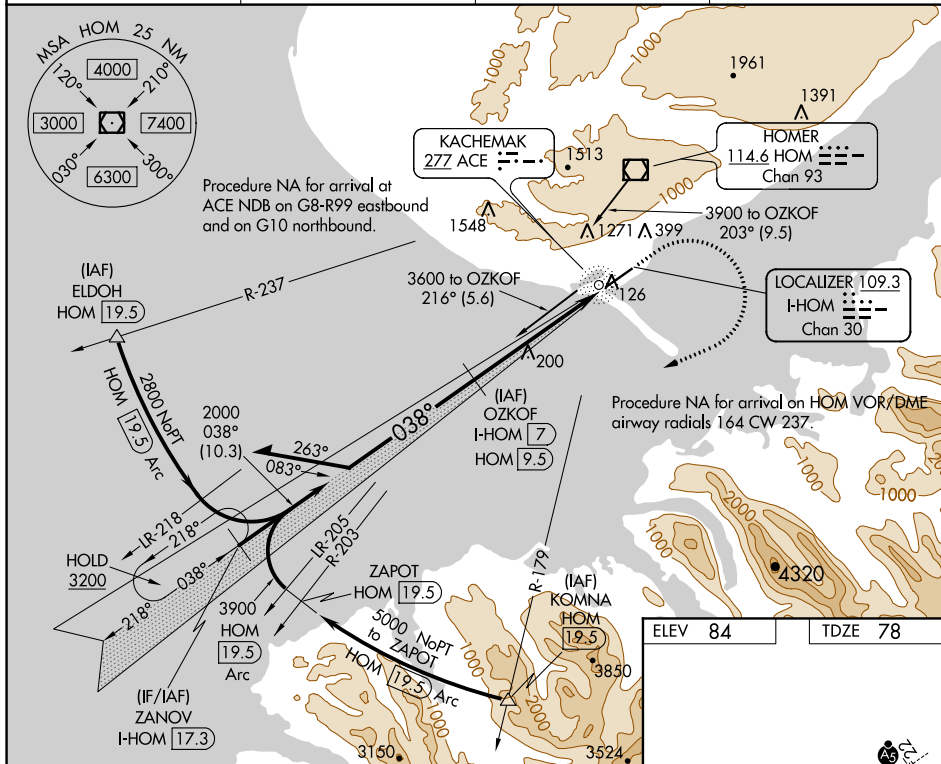 MSA HOM 25 NM
120°
4000
210°
3000
7400
030°
6300
300°
Procedure NA for arrival at
ACE NDB on G8-R99 eastbound
and on G10 northbound.
KACHEMAK
277 ACE
1513
1548
1000
1961
1391
HOMER
114.6 HOM
Chan 93
1000
1271
399
3900 to OZKOF
203° (9.5)
3600 to OZKOF
216° (5.6)
126
LOCALIZER 109.3
I-HOM
Chan 30
(IAF)
ELDOH
HOM 19.5
R-237
2800 NoPT
HOM 19.5 Arc
2000
038°
(10.3)
263°
083°
038°
200
(IAF)
OZKOF
I-HOM 7
HOM 9.5
Procedure NA for arrival on HOM VOR/DME
airway radials 164 CW 237.
LR-218
218°
HOLD
3200
038°
218°
3900
HOM
19.5
Arc
LR-205
R-203
ZAPOT
HOM 19.5
5000 NoPT
to ZAPOT
HOM 19.5 Arc
R-179
(IAF)
KOMNA
HOM
19.5
(IF/IAF)
ZANOV
I-HOM 17.3
1000
2000
1000
1000
1000
4320
1000
3850
2000
1000
3150
3524
ELEV 84
TDZE 78
A5
22